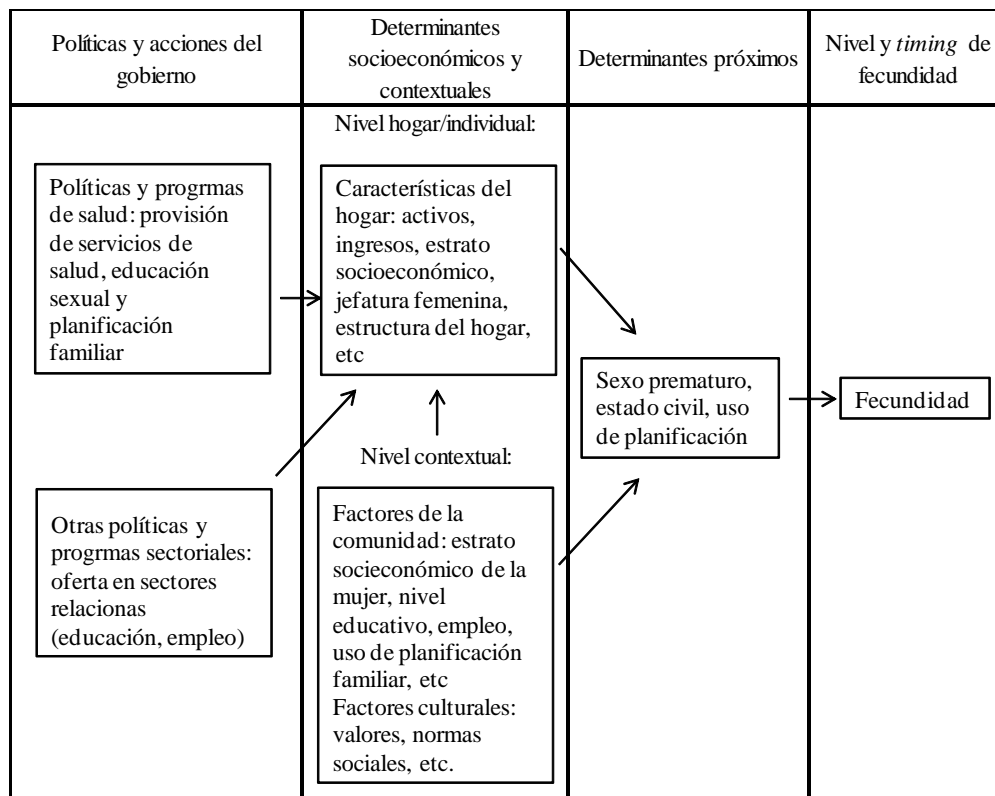 Políticas y acciones del
gobierno
Determinantes
socioeconómicos y
contextuales
Determinantes próximos
Nivel y timing de
fecundidad
Políticas y progrmas
de salud: provisión
de servicios de
salud, educación
sexual y
planificación
familiar
Otras políticas y
progrmas sectoriales:
oferta en sectores
relacionas
(educación, empleo)
Nivel hogar/individual:
Características del
hogar: activos,
ingresos, estrato
socioeconómico,
jefatura femenina,
estructura del hogar,
etc
Nivel contextual:
Factores de la
comunidad: estrato
socieconómico de la
mujer, nivel
educativo, empleo,
uso de planificación
familiar, etc
Factores culturales:
valores, normas
sociales, etc.
Sexo prematuro,
estado civil, uso
de planificación
Fecundidad